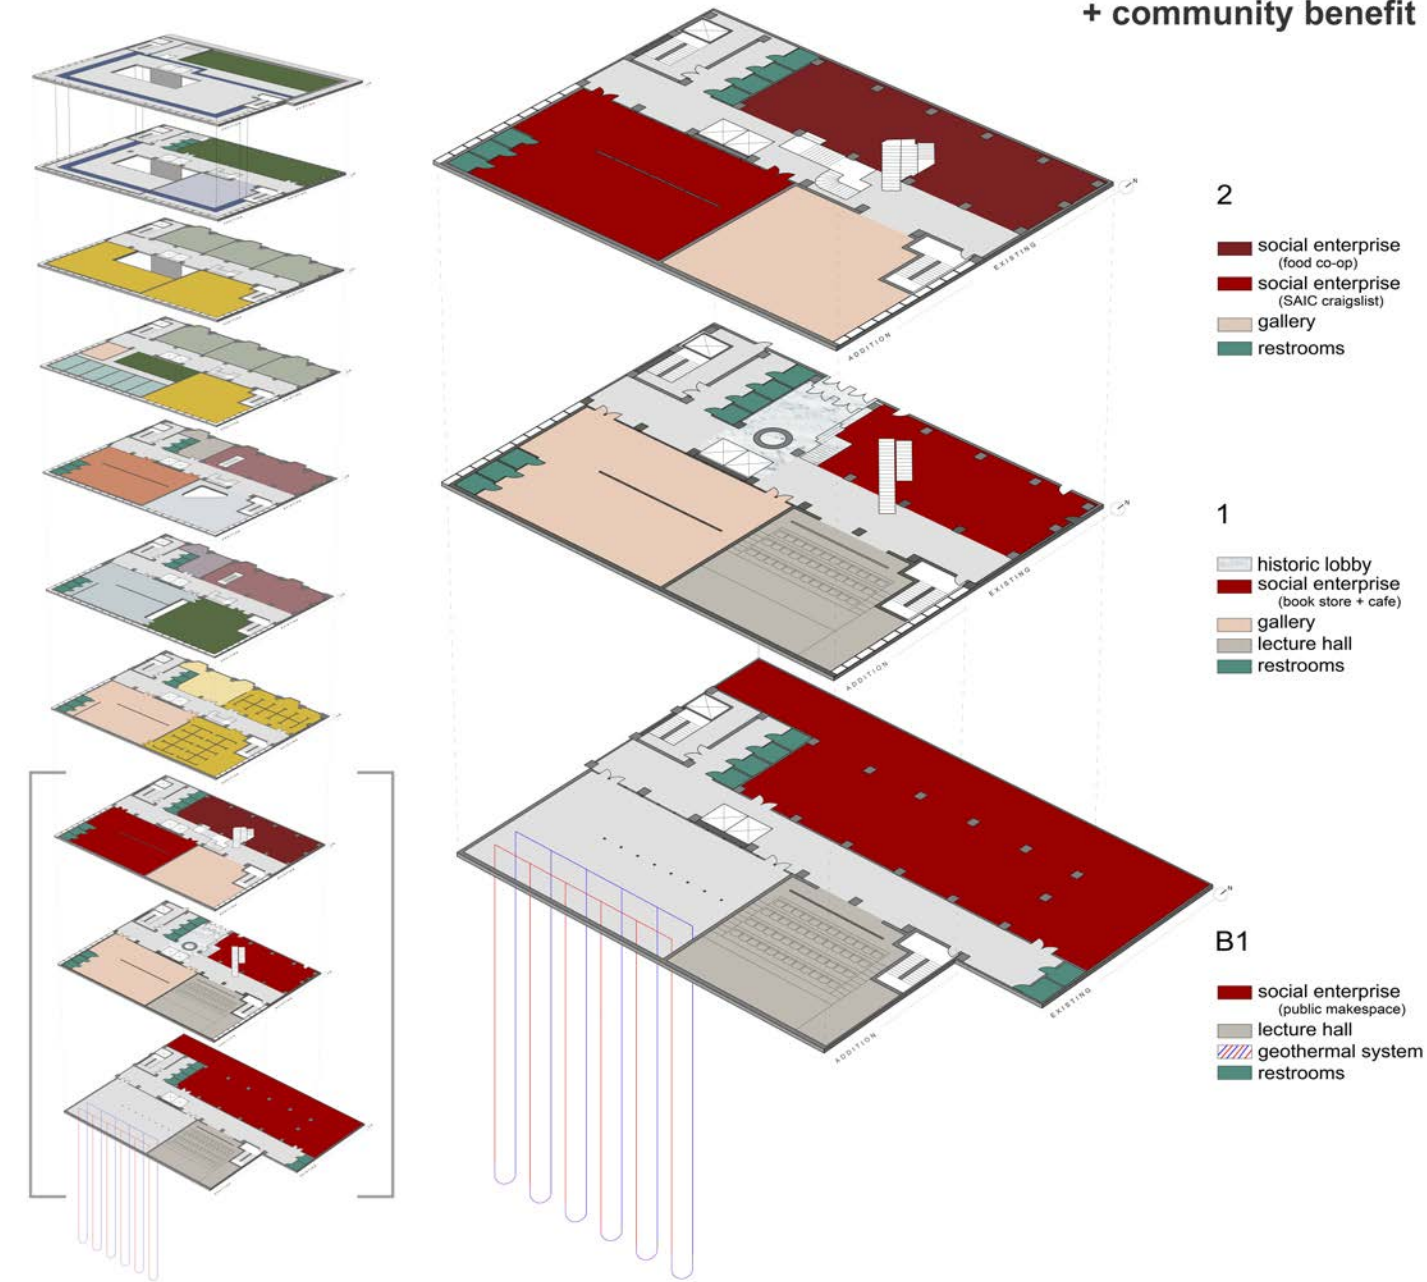 + community benefit
N
EXISTING
ADDITION
2
social enterprise
(food co-op)
social enterprise
(SAIC craigslist)
gallery
restrooms
N
EXISTING
ADDITION
1
historic lobby
social enterprise
(book store + cafe)
gallery
lecture hall
restrooms
N
EXISTING
ADDITION
B1
social enterprise
(public makespace)
lecture hall
geothermal system
restrooms